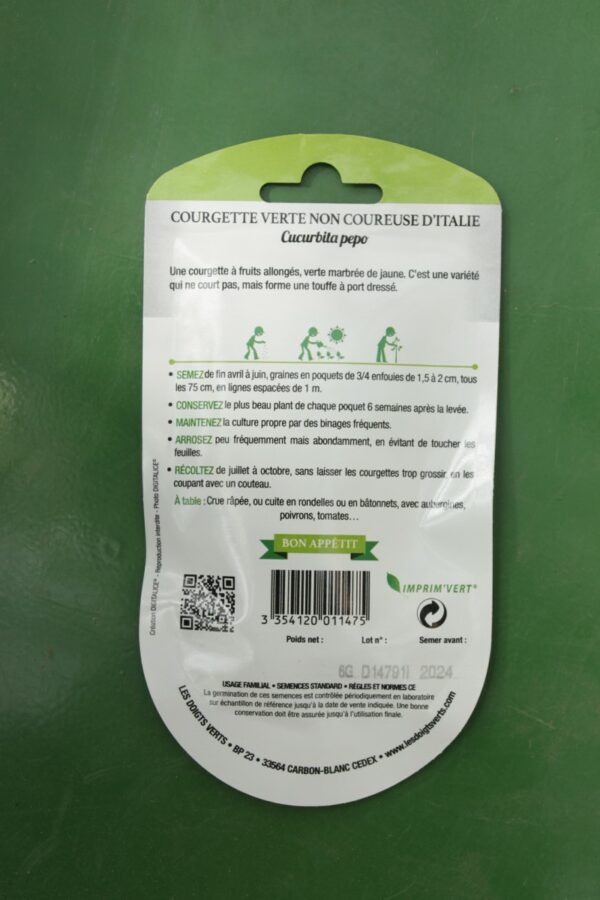 COURGETTE VERTE NON COUREUSE D'ITALIE
Cucurbita pepo
Une courgette à fruits allongés, verte marbrée de jaune. C'est une variété
qui ne court pas, mais forme une touffe à port dressé.
• SEMEZ de fin avril à juin, graines en poquets de 3/4 enfouies de 1,5 à 2 cm, tous
les 75 cm, en lignes espacées de 1 m.
• CONSERVEZ le plus beau plant de chaque poquet 6 semaines après la levée.
• MAINTENEZ la culture propre par des binages fréquents.
• ARROSEZ peu fréquemment mais abondamment, en évitant de toucher les
feuilles.
• RÉCOLTEZ de juillet à octobre, sans laisser les courgettes trop grossir, en les
coupant avec un couteau.
À table : Crue râpée, ou cuite en rondelles ou en bâtonnets, avec aubergines,
poivrons, tomates…
BON APPÉTIT
Création DIGITALICE® - Reproduction interdite - Photo DIGITALICE®
IMPRIM'VERT®
3 354120 011475
Poids net : Lot n° : Semer avant :
6G D14791I 2024
USAGE FAMILIAL • SEMENCES STANDARD • RÈGLES ET NORMES CE
La germination de ces semences est contrôlée périodiquement en laboratoire
sur échantillon de référence jusqu'à la date de vente indiquée. Une bonne
conservation doit être assurée jusqu'à l'utilisation finale.
LES DOIGTS VERTS • BP 23 • 33564 CARBON-BLANC CEDEX • www.lesdoigtsverts.com